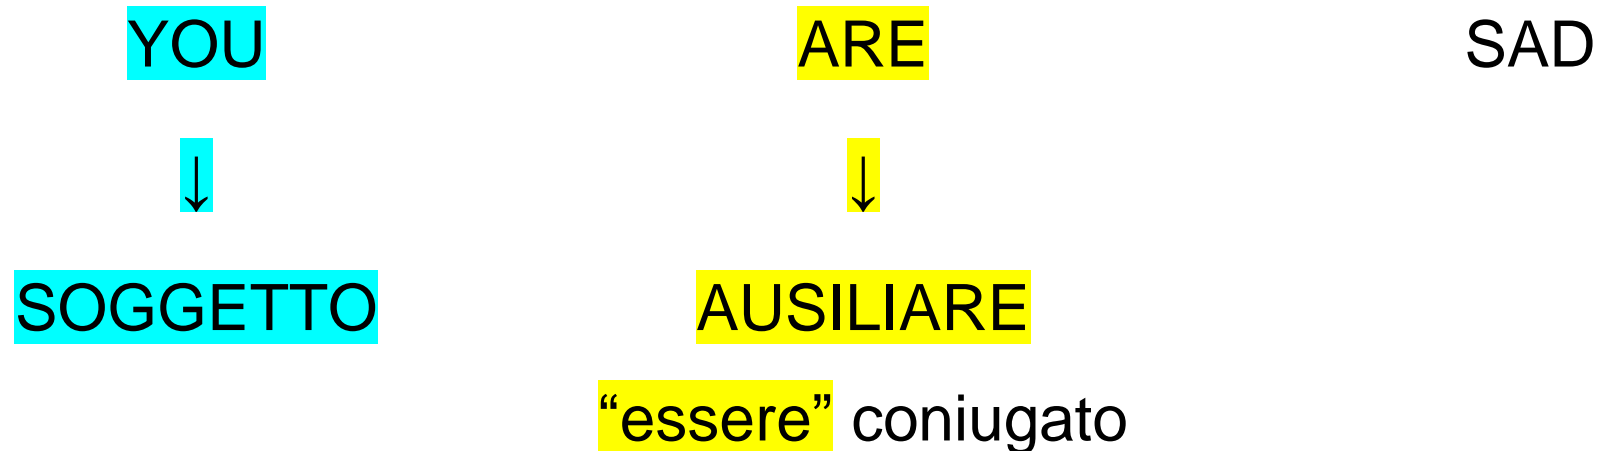 YOU ARE SAD
↓ ↓
SOGGETTO AUSILIARE
“essere” coniugato